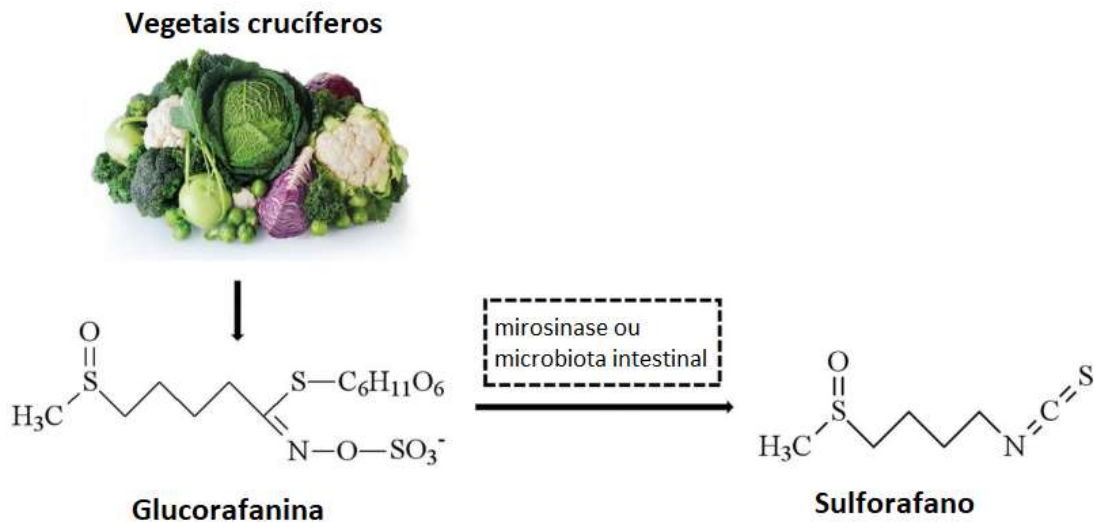 Vegetais crucíferos
mirosinase ou
microbiota intestinal
O
S
H₃C
S—C₆H₁₁O₆
N—O—SO₃⁻
O
S
H₃C
N
C
S
Glucorafanina
Sulforafano